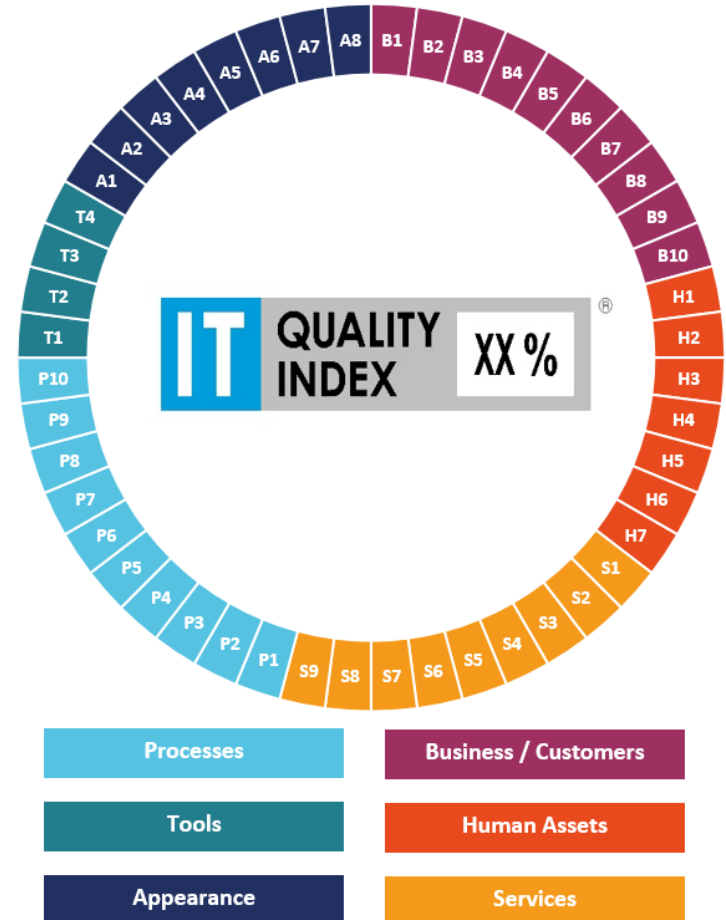 A8
B1
A7
B2
A6
B3
A5
B4
A4
B5
A3
B6
A2
B7
A1
B8
T4
B9
T3
B10
T2
H1
T1
H2
P10
H3
P9
H4
P8
H5
P7
H6
P6
H7
P5
S1
P4
S2
P3
S3
P2
S4
P1
S5
S9
S8
S7
S6
IT
QUALITY
INDEX
XX %
®
Processes
Business / Customers
Tools
Human Assets
Appearance
Services